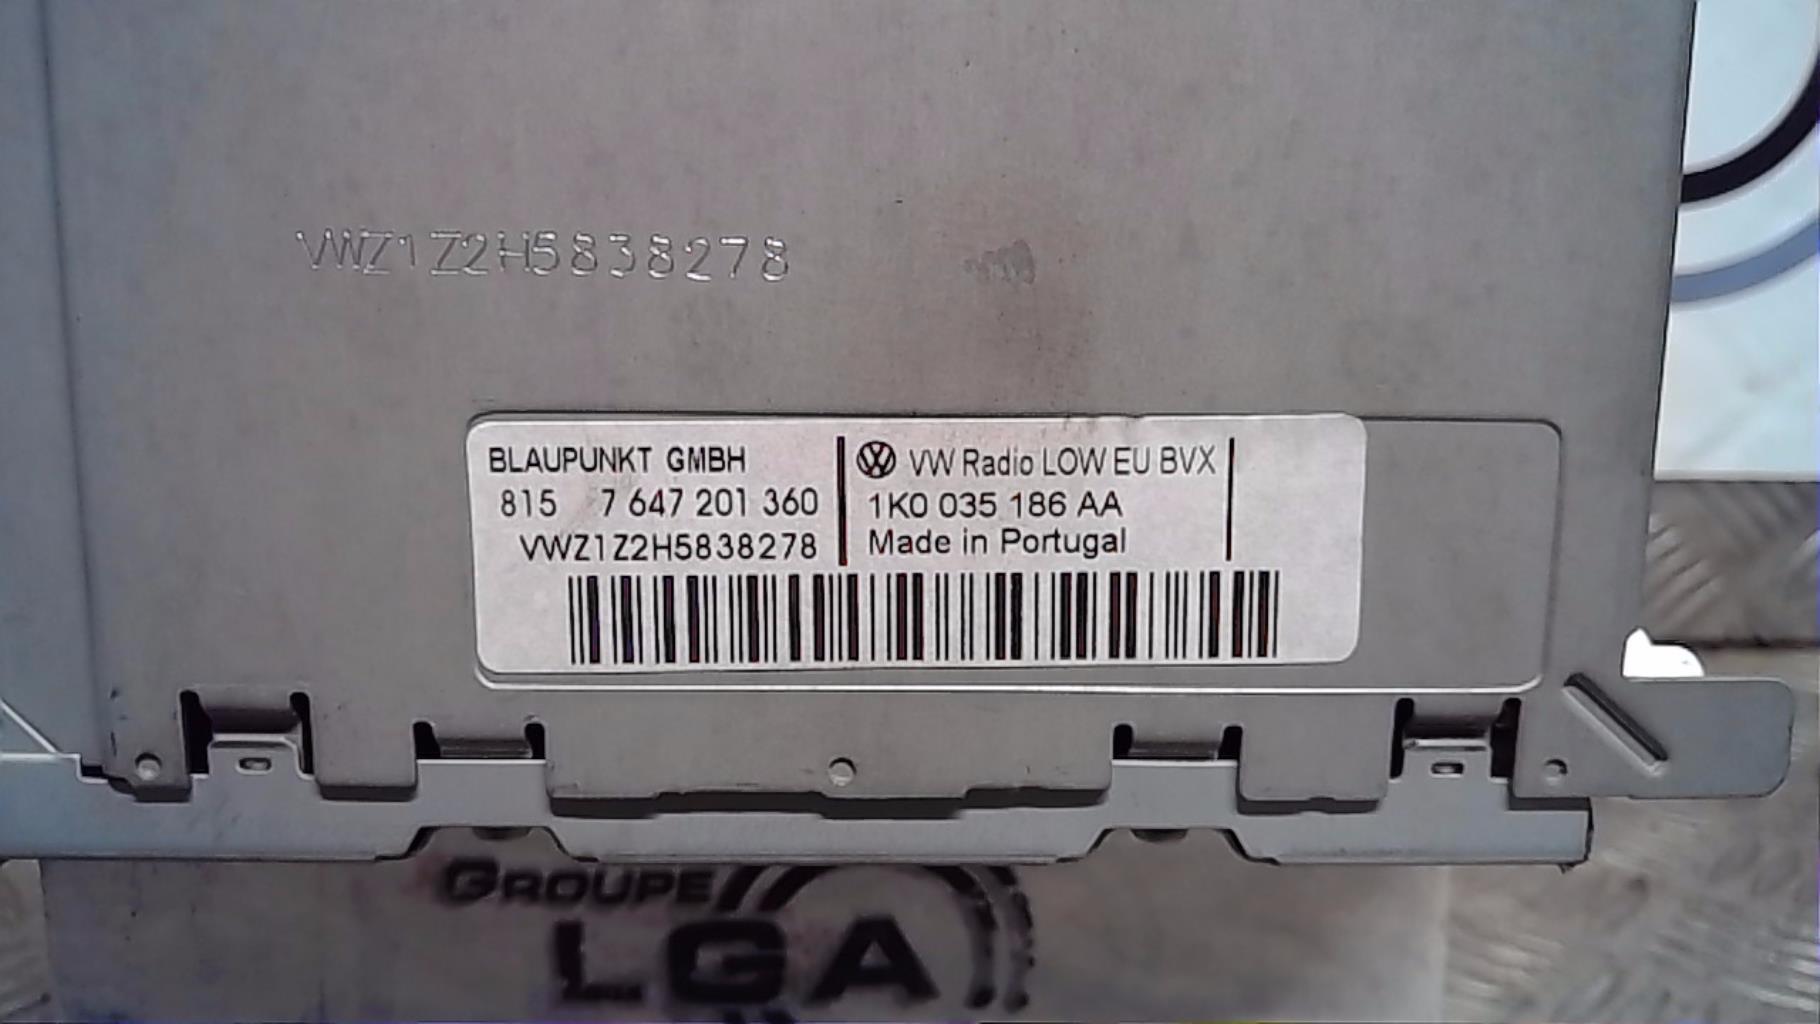 VWZ1Z2H5838278
BLAUPUNKT GMBH
815 7 647 201 360
VWZ1Z2H5838278
VW Radio LOW EU BVX
1K0 035 186 AA
Made in Portugal
GROUPE
LGA